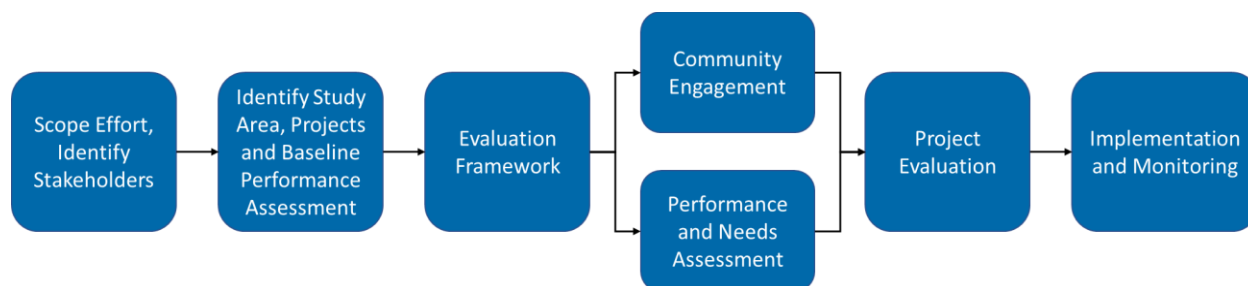 Scope Effort,
Identify
Stakeholders
Identify Study
Area, Projects
and Baseline
Performance
Assessment
Evaluation
Framework
Community
Engagement
Performance
and Needs
Assessment
Project
Evaluation
Implementation
and Monitoring